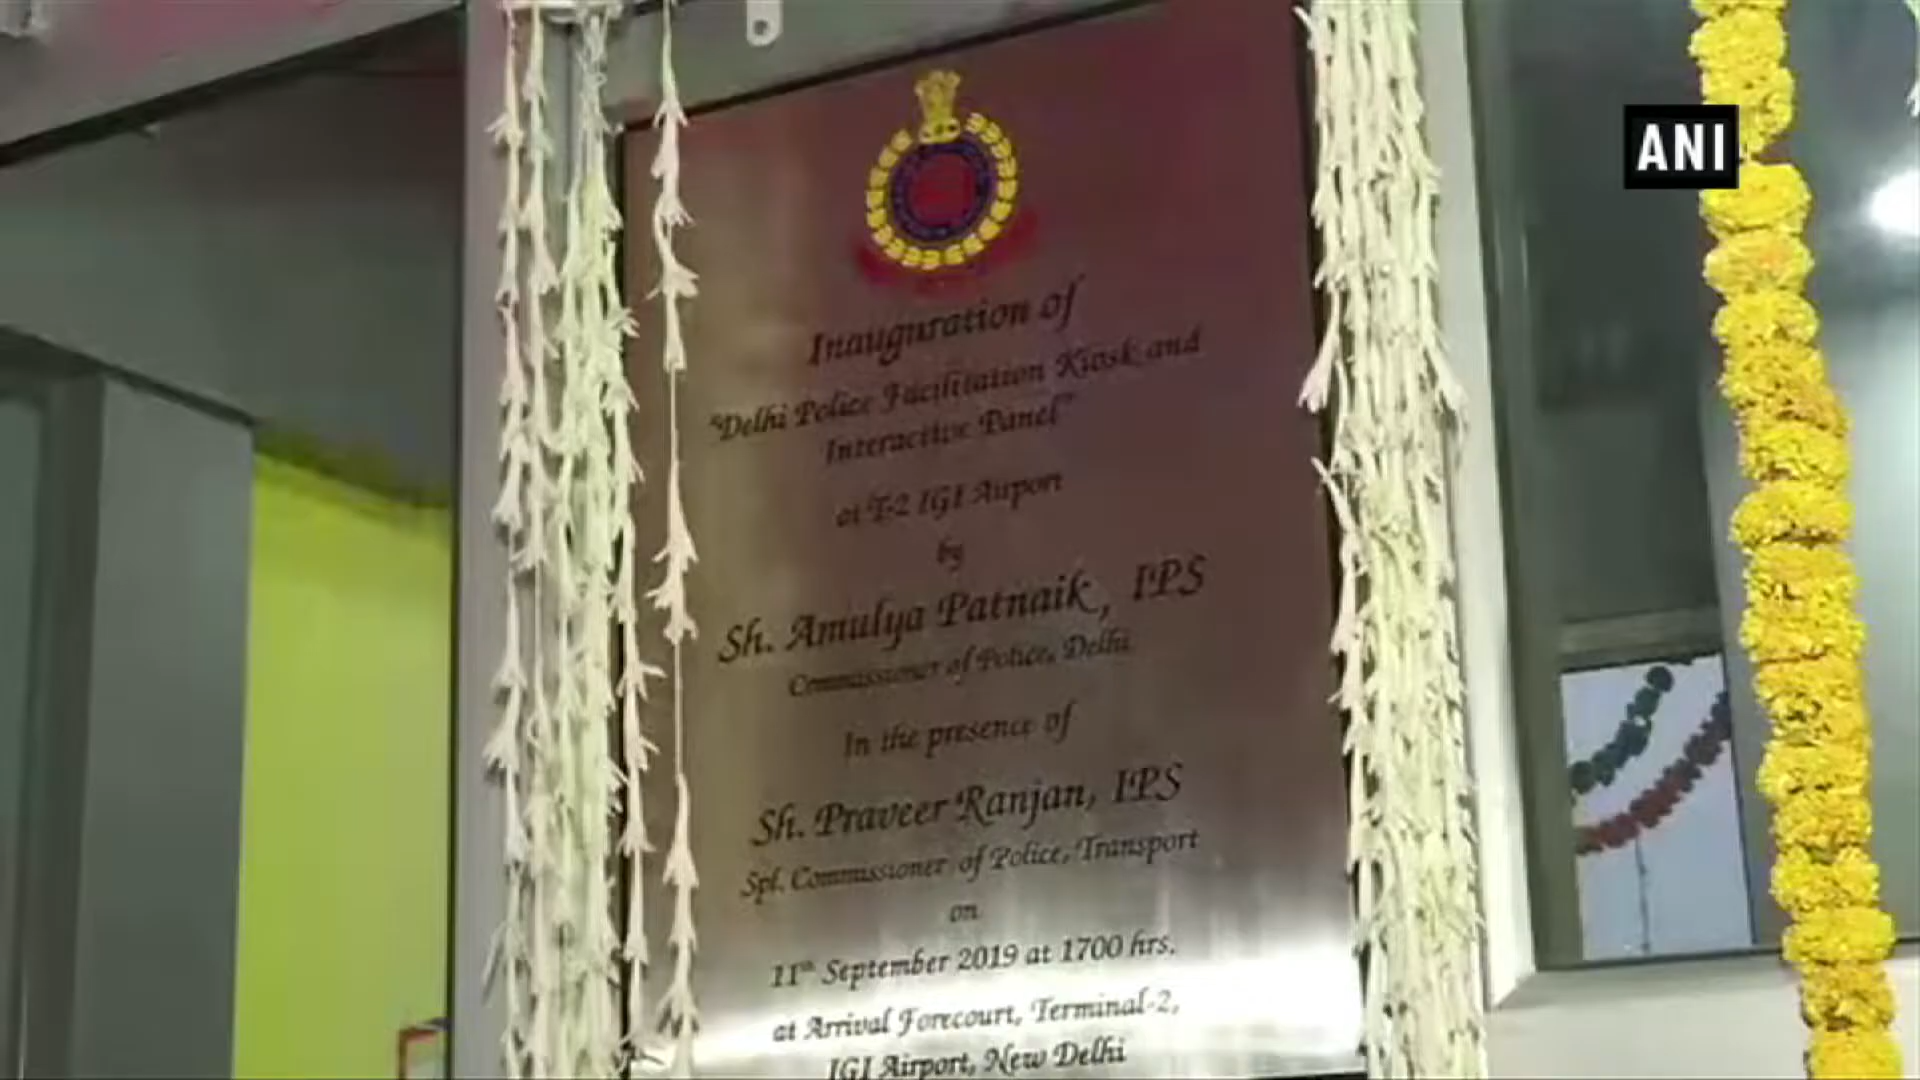 ANI
Inauguration of
"Delhi Police Facilitation Kiosk and
Interactive Panel"
at T-2 IGI Airport
by
Sh. Amulya Patnaik, IPS
Commissioner of Police, Delhi
In the presence of
Sh. Praveer Ranjan, IPS
Spl. Commissioner of Police, Transport
on
11th September 2019 at 1700 hrs.
at Arrival Forecourt, Terminal-2,
IGI Airport, New Delhi